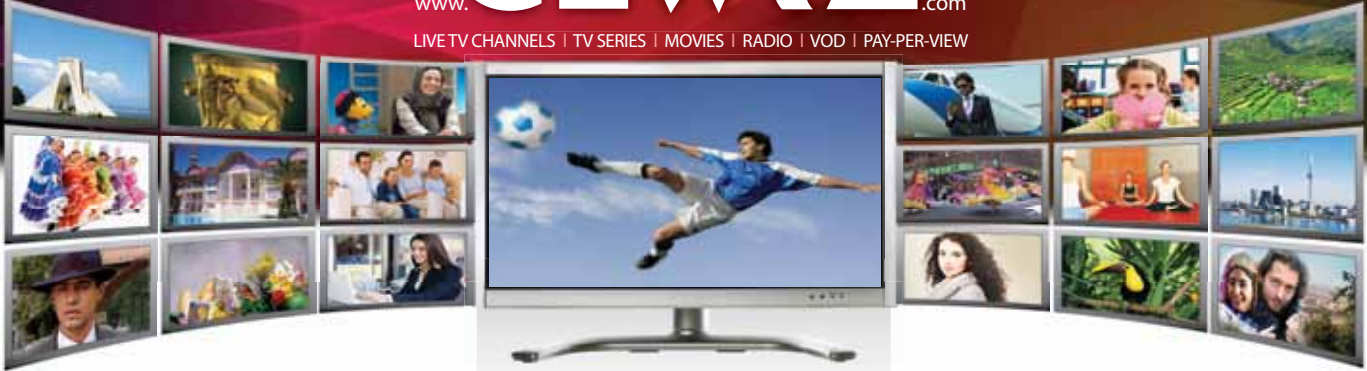 www. .com
LIVE TV CHANNELS | TV SERIES | MOVIES | RADIO | VOD | PAY-PER-VIEW